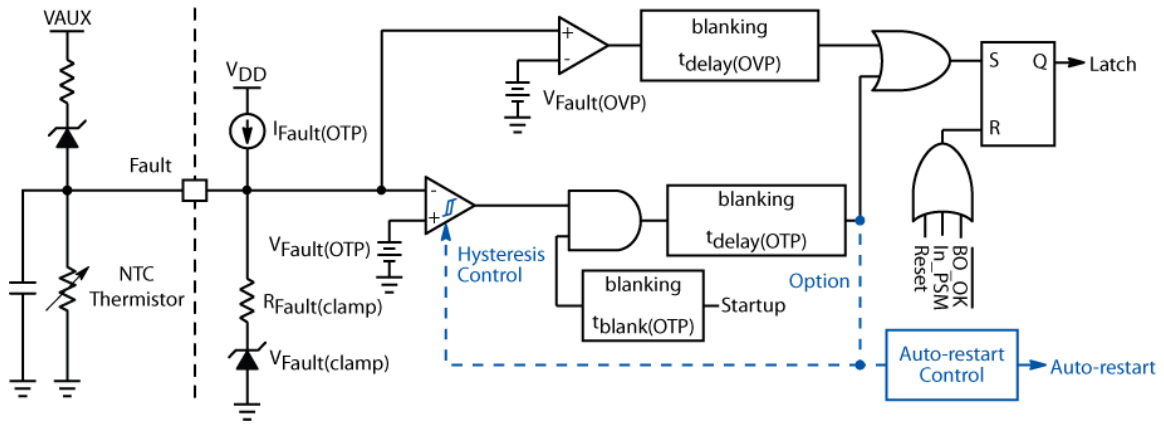 VAUX
VDD
IFault(OTP)
Fault
NTC
Thermistor
RFault(clamp)
VFault(clamp)
+
-
VFault(OVP)
blanking
tdelay(OVP)
-
+
VFault(OTP)
Hysteresis
Control
blanking
tdelay(OTP)
blanking
tblank(OTP)
Startup
Option
S
Q
R
Latch
Reset
In_PSM
BO_OK
Auto-restart
Control
Auto-restart